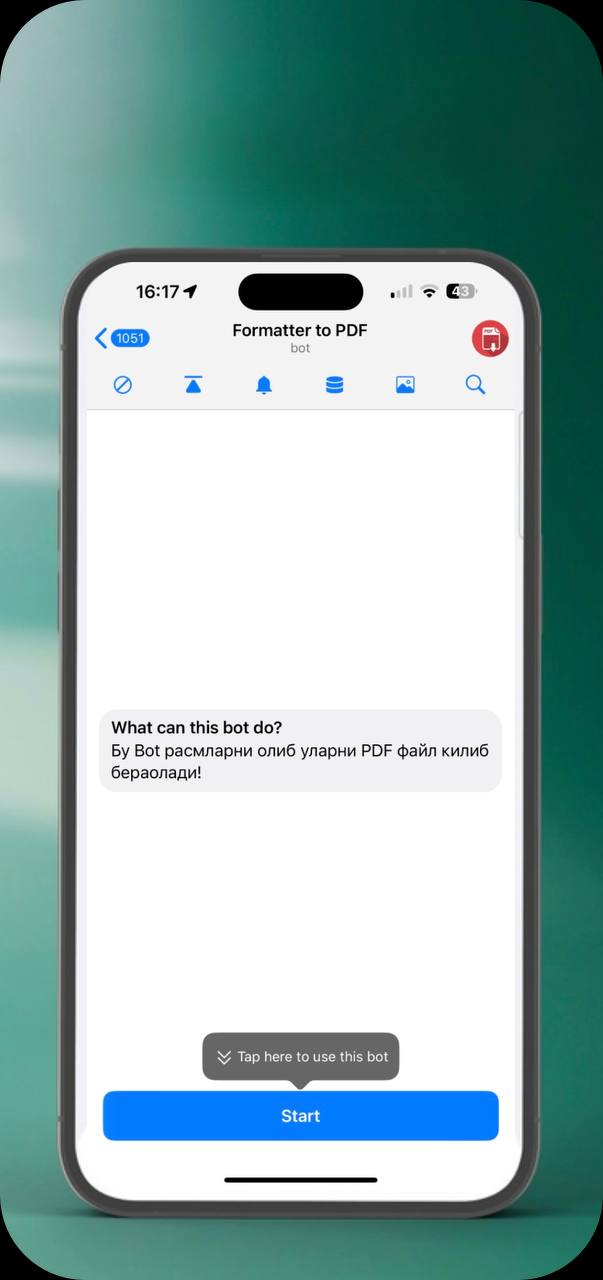 16:17
43
1051
Formatter to PDF
bot
PDF
What can this bot do?
Бу Bot расмларни олиб уларни PDF файл килиб
бераолади!
Tap here to use this bot
Start